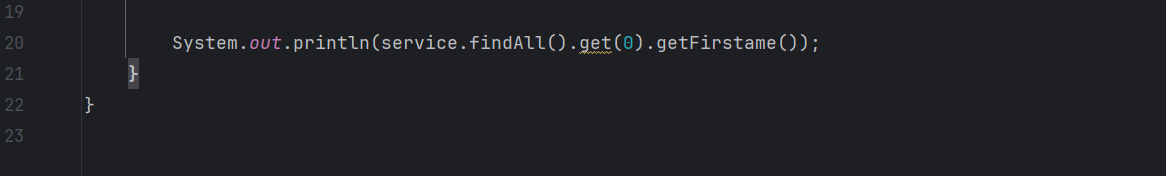 19
20 System.out.println(service.findAll().get(0).getFirstame());
21 }
22 }
23